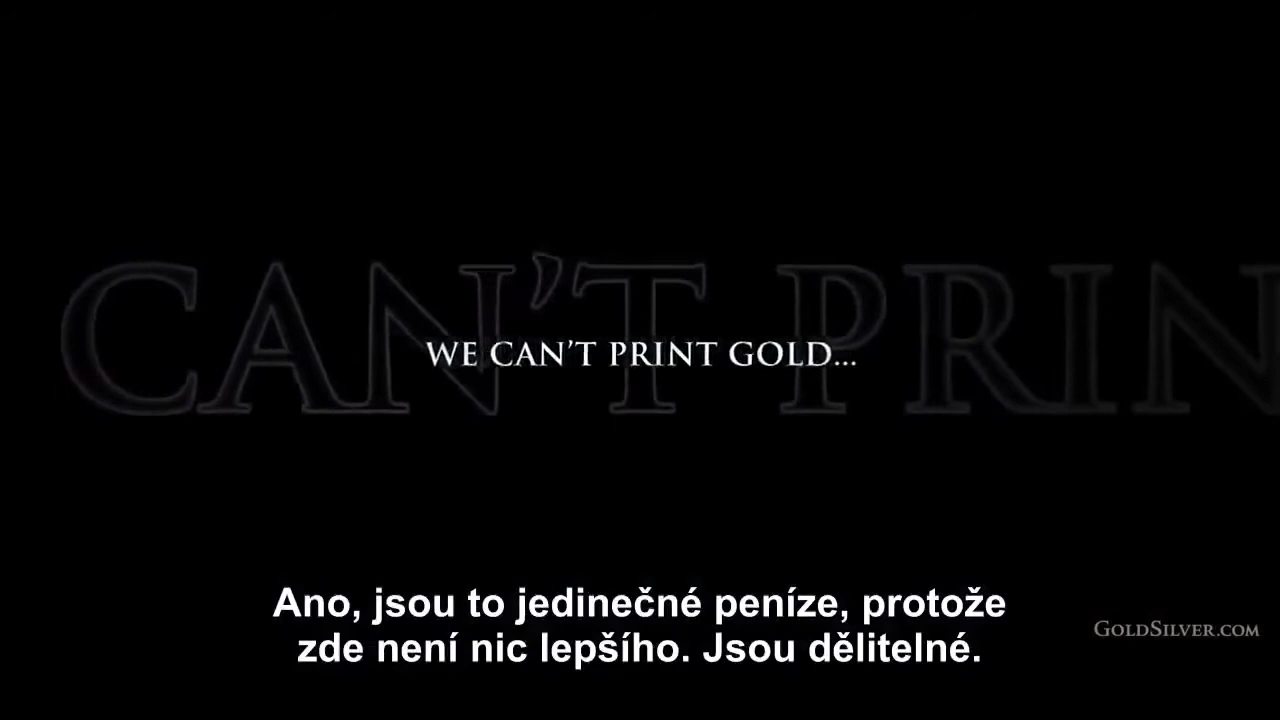 CAN'T PRIN
WE CAN'T PRINT GOLD...
Ano, jsou to jedinečné peníze, protože
zde není nic lepšího. Jsou dělitelné.
GOLDSILVER.COM